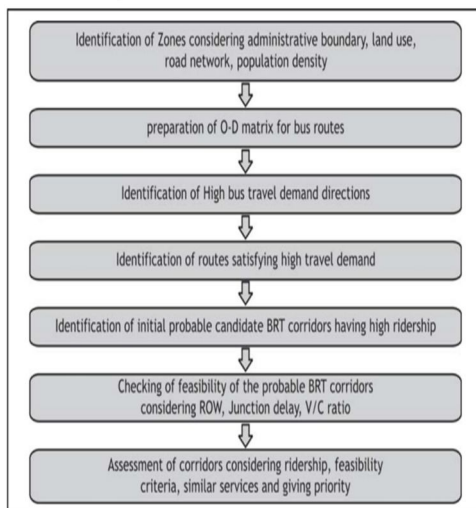 Identification of Zones considering administrative boundary, land use,
road network, population density
preparation of O-D matrix for bus routes
Identification of High bus travel demand directions
Identification of routes satisfying high travel demand
Identification of initial probable candidate BRT corridors having high ridership
Checking of feasibility of the probable BRT corridors
considering ROW, Junction delay, V/C ratio
Assessment of corridors considering ridership, feasibility
criteria, similar services and giving priority